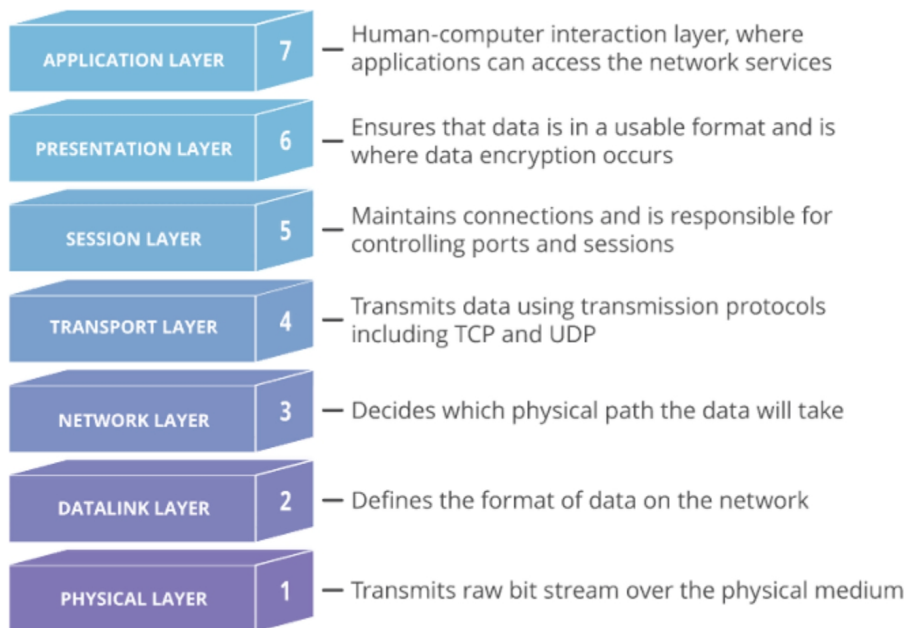 APPLICATION LAYER 7 — Human-computer interaction layer, where
applications can access the network services
PRESENTATION LAYER 6 — Ensures that data is in a usable format and is
where data encryption occurs
SESSION LAYER 5 — Maintains connections and is responsible for
controlling ports and sessions
TRANSPORT LAYER 4 — Transmits data using transmission protocols
including TCP and UDP
NETWORK LAYER 3 — Decides which physical path the data will take
DATALINK LAYER 2 — Defines the format of data on the network
PHYSICAL LAYER 1 — Transmits raw bit stream over the physical medium